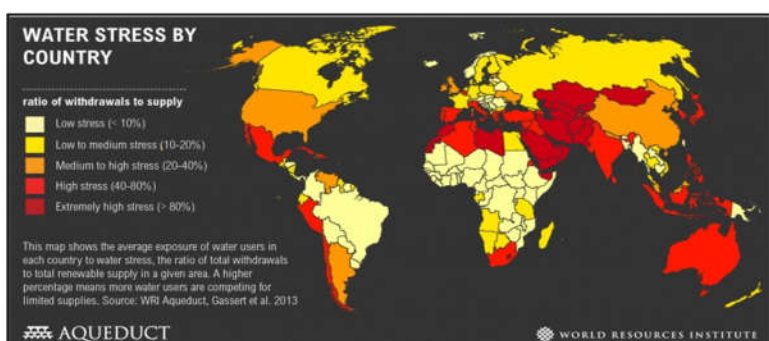 WATER STRESS BY
COUNTRY
ratio of withdrawals to supply
Low stress (< 10%)
Low to medium stress (10-20%)
Medium to high stress (20-40%)
High stress (40-80%)
Extremely high stress (> 80%)
This map shows the average exposure of water users in
each country to water stress, the ratio of total withdrawals
to total renewable supply in a given area. A higher
percentage means more water users are competing for
limited supplies. Source: WRI Aqueduct, Gassert et al. 2013
AQUEDUCT
WORLD RESOURCES INSTITUTE